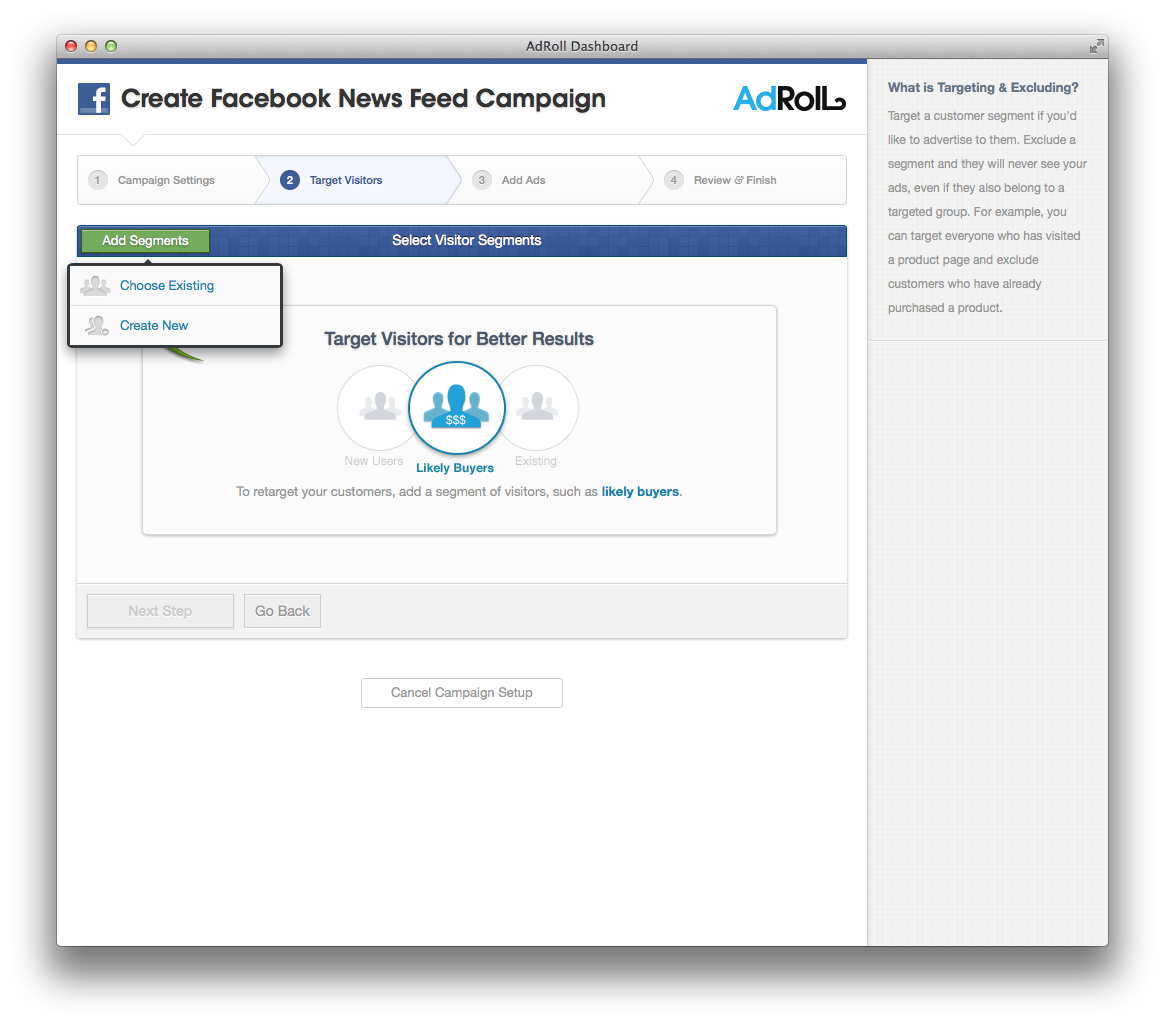 AdRoll Dashboard
f Create Facebook News Feed Campaign
AdRoll
1 Campaign Settings
2 Target Visitors
3 Add Ads
4 Review & Finish
Add Segments
Select Visitor Segments
Choose Existing
Create New
Target Visitors for Better Results
$$$
New Users
Likely Buyers
Existing
To retarget your customers, add a segment of visitors, such as likely buyers.
Next Step
Go Back
Cancel Campaign Setup
What is Targeting & Excluding?
Target a customer segment if you'd
like to advertise to them. Exclude a
segment and they will never see your
ads, even if they also belong to a
targeted group. For example, you
can target everyone who has visited
a product page and exclude
customers who have already
purchased a product.